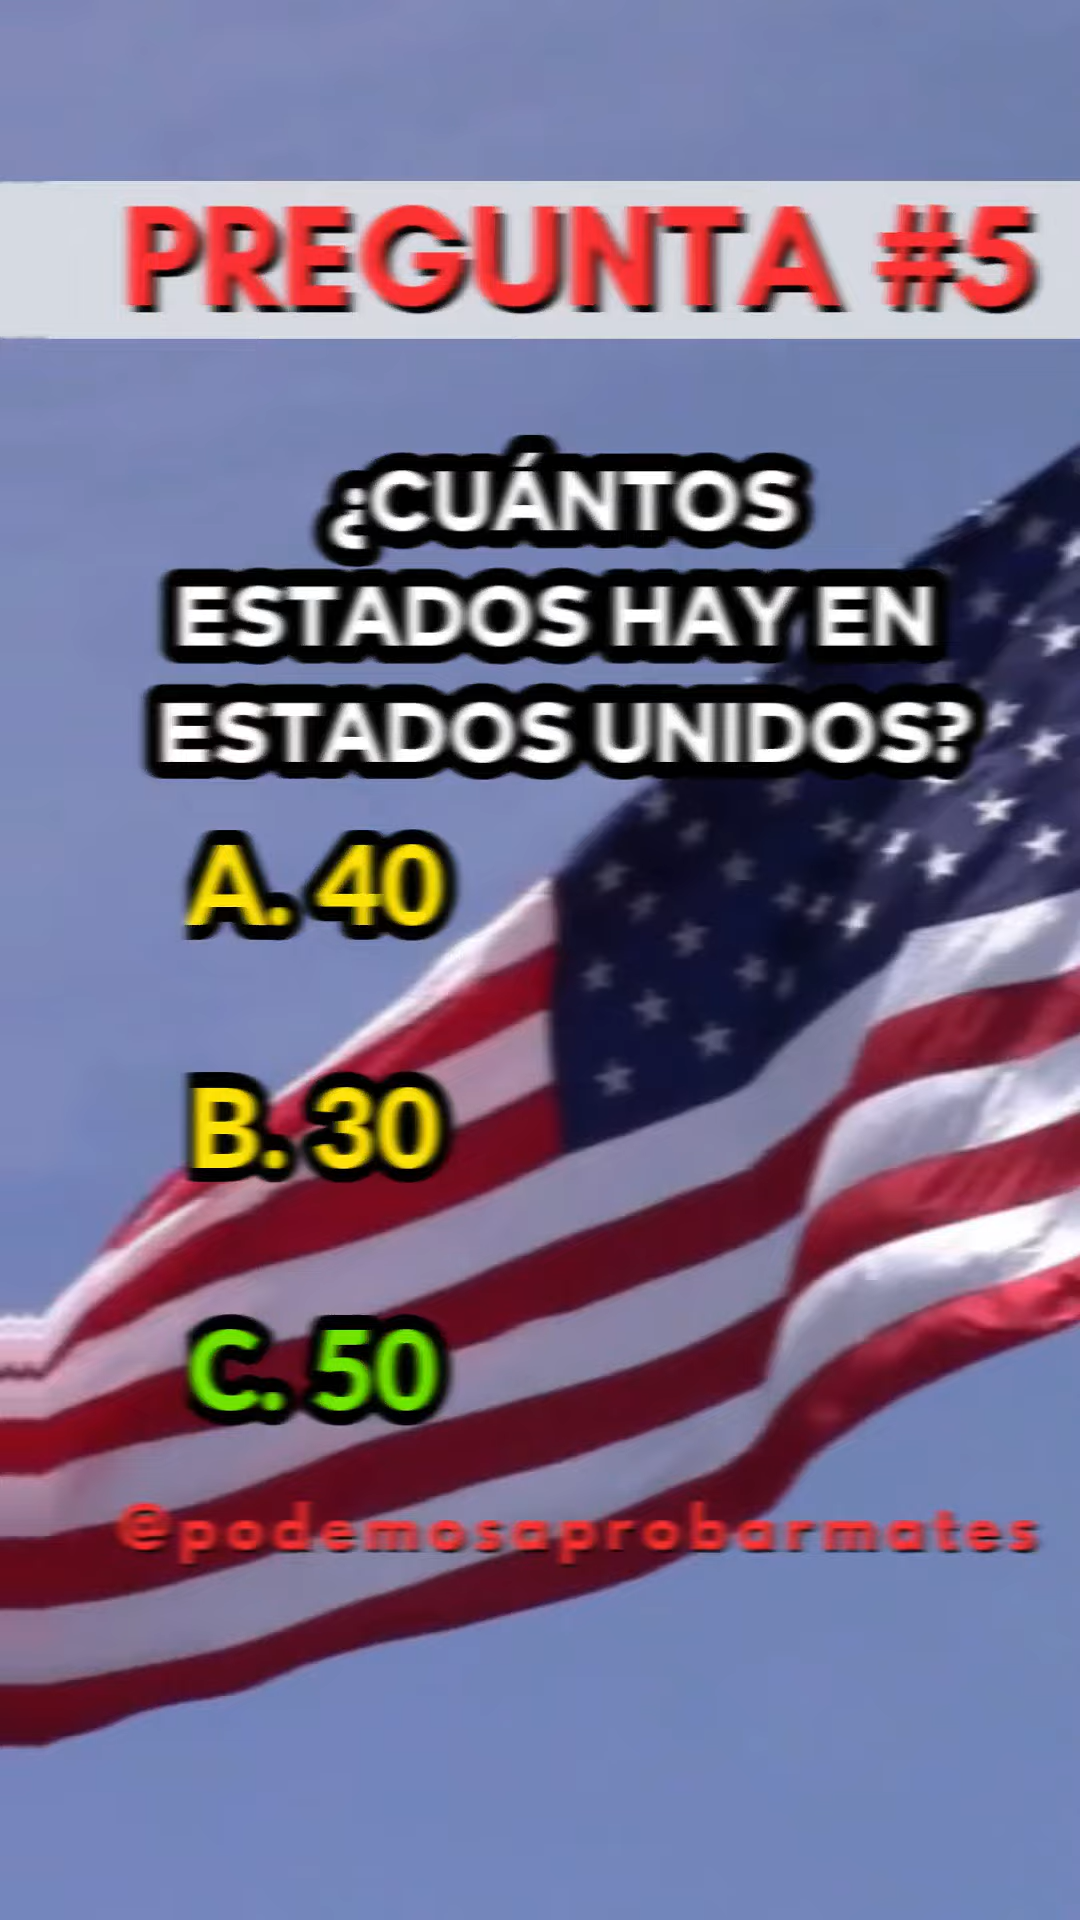 PREGUNTA #5
¿CUÁNTOS
ESTADOS HAY EN
ESTADOS UNIDOS?
A. 40
B. 30
C. 50
@podemosaprobarmates